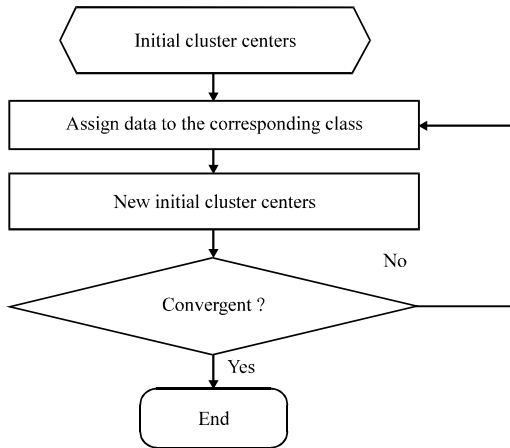 Initial cluster centers
Assign data to the corresponding class
New initial cluster centers
No
Convergent ?
Yes
End